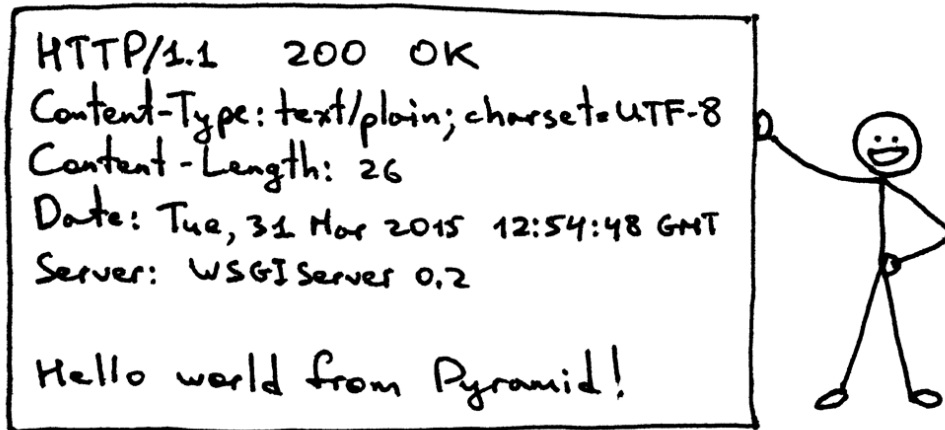 HTTP/1.1 200 OK
Content-Type: text/plain; charset=UTF-8
Content-Length: 26
Date: Tue, 31 Mar 2015 12:54:48 GMT
Server: WSGIServer 0.2
Hello world from Pyramid!